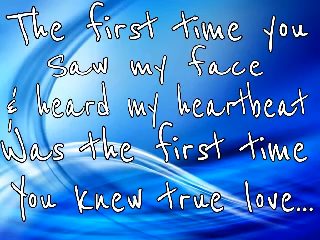 The first time you
saw my face
& heard my heartbeat
Was the first time
you knew true love...